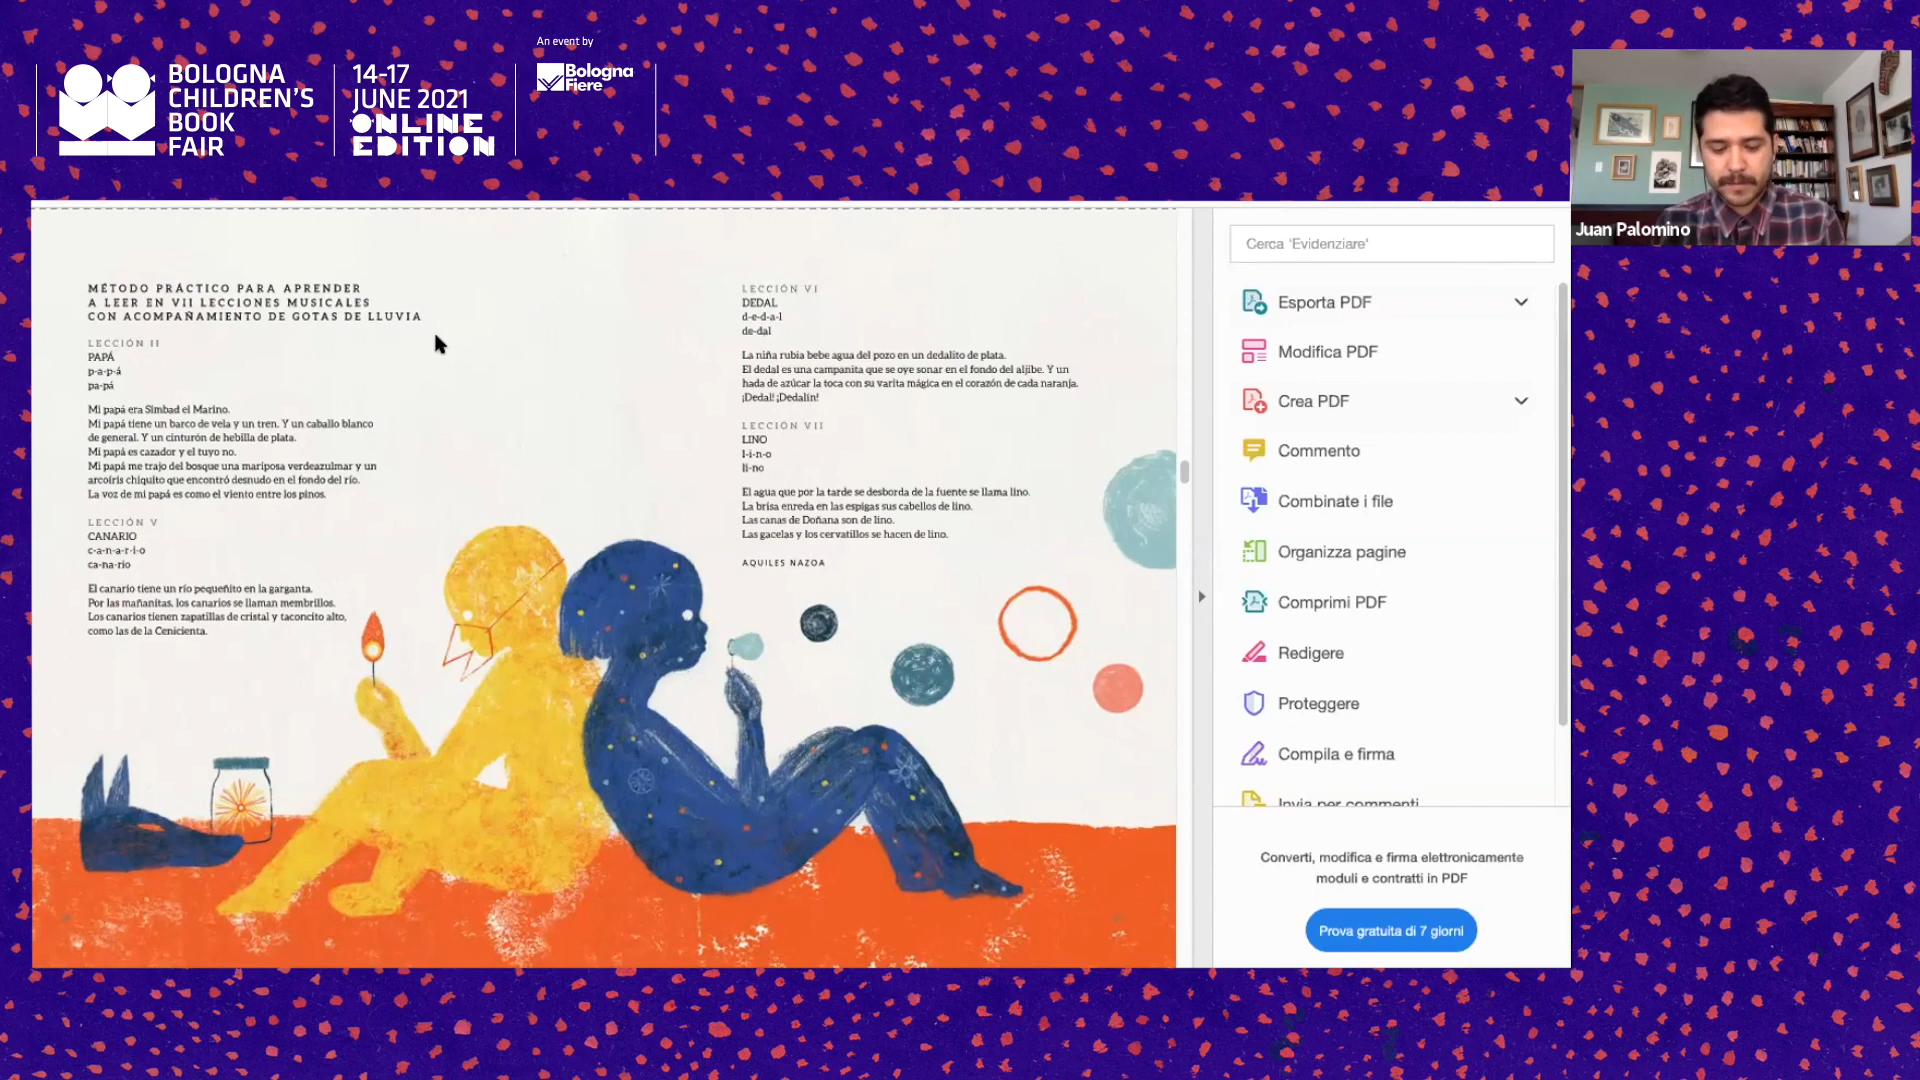 BOLOGNA
CHILDREN'S
BOOK
FAIR
14-17
JUNE 2021
ONLINE
EDITION
An event by
Bologna
Fiere
Juan Palomino
MÉTODO PRÁCTICO PARA APRENDER
A LEER EN VII LECCIONES MUSICALES
CON ACOMPAÑAMIENTO DE GOTAS DE LLUVIA
LECCIÓN II
PAPÁ
p-a-p-á
pa-pá
Mi papá era Simbad el Marino.
Mi papá tiene un barco de vela y un tren. Y un caballo blanco
de general. Y un cinturón de hebilla de plata.
Mi papá es cazador y el tuyo no.
Mi papá me trajo del bosque una mariposa verdeazulmar y un
arcoíris chiquito que encontró desnudo en el fondo del río.
La voz de mi papá es como el viento entre los pinos.
LECCIÓN V
CANARIO
c-a-n-a-r-i-o
ca-na-rio
El canario tiene un río pequeñito en la garganta.
Por las mañanitas, los canarios se llaman membrillos.
Los canarios tienen zapatillas de cristal y taconcito alto,
como las de la Cenicienta.
LECCIÓN VI
DEDAL
d-e-d-a-l
de-dal
La niña rubia bebe agua del pozo en un dedalito de plata.
El dedal es una campanita que se oye sonar en el fondo del aljibe. Y un
hada de azúcar la toca con su varita mágica en el corazón de cada naranja.
¡Dedal! ¡Dedalín!
LECCIÓN VII
LINO
l-i-n-o
li-no
El agua que por la tarde se desborda de la fuente se llama lino.
La brisa enreda en las espigas sus cabellos de lino.
Las canas de Doñana son de lino.
Las gacelas y los cervatillos se hacen de lino.
AQUILES NAZOA
Cerca 'Evidenziare'
Esporta PDF
Modifica PDF
Crea PDF
Commento
Combinate i file
Organizza pagine
Comprimi PDF
Redigere
Proteggere
Compila e firma
Invia per commenti
Converti, modifica e firma elettronicamente
moduli e contratti in PDF
Prova gratuita di 7 giorni